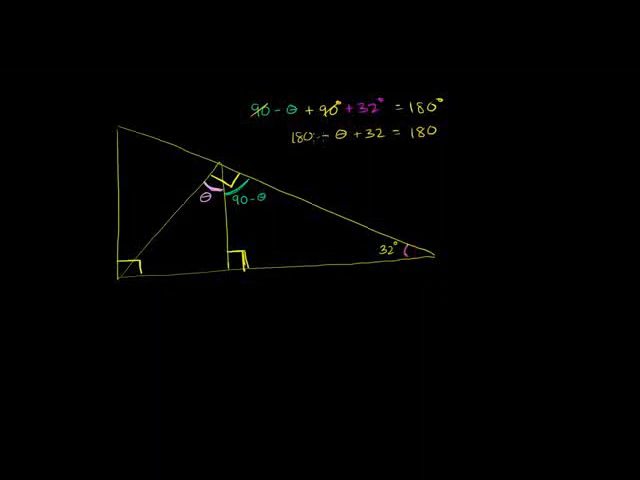 90 - θ + 90° + 32° = 180°
180 - θ + 32 = 180
θ
90-θ
32°